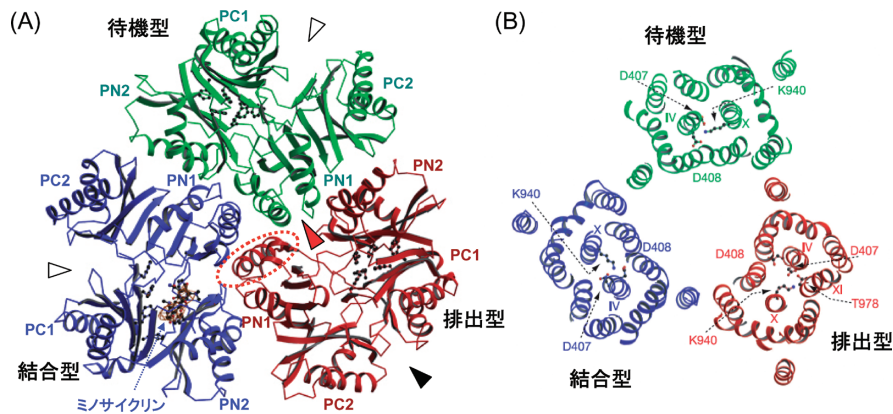 (A)
待機型
PC1
PN2
PC2
PN1
PC2
PN1
PN2
PC1
PN1
PC1
排出型
結合型
ミノサイクリン
PN2
PC2
(B)
待機型
D407
K940
IV
X
D408
K940
X
D408
IV
D407
結合型
D408
IV
D407
XI
T978
X
K940
排出型